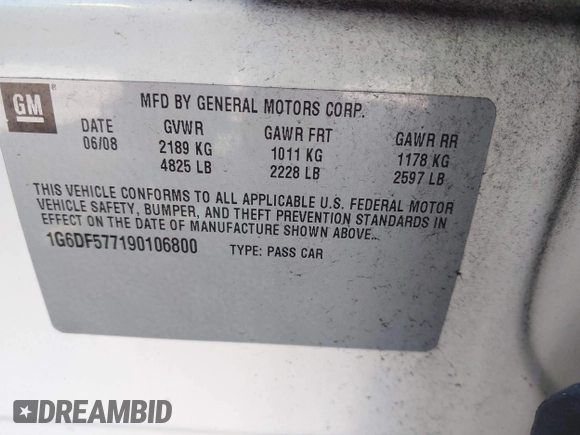 GM
MFD BY GENERAL MOTORS CORP.
DATE GVWR GAWR FRT GAWR RR
06/08 2189 KG 1011 KG 1178 KG
4825 LB 2228 LB 2597 LB
THIS VEHICLE CONFORMS TO ALL APPLICABLE U.S. FEDERAL MOTOR
VEHICLE SAFETY, BUMPER, AND THEFT PREVENTION STANDARDS IN
EFFECT ON THE DATE OF MANUFACTURE SHOWN ABOVE..
1G6DF577190106800 TYPE: PASS CAR
DREAMBID